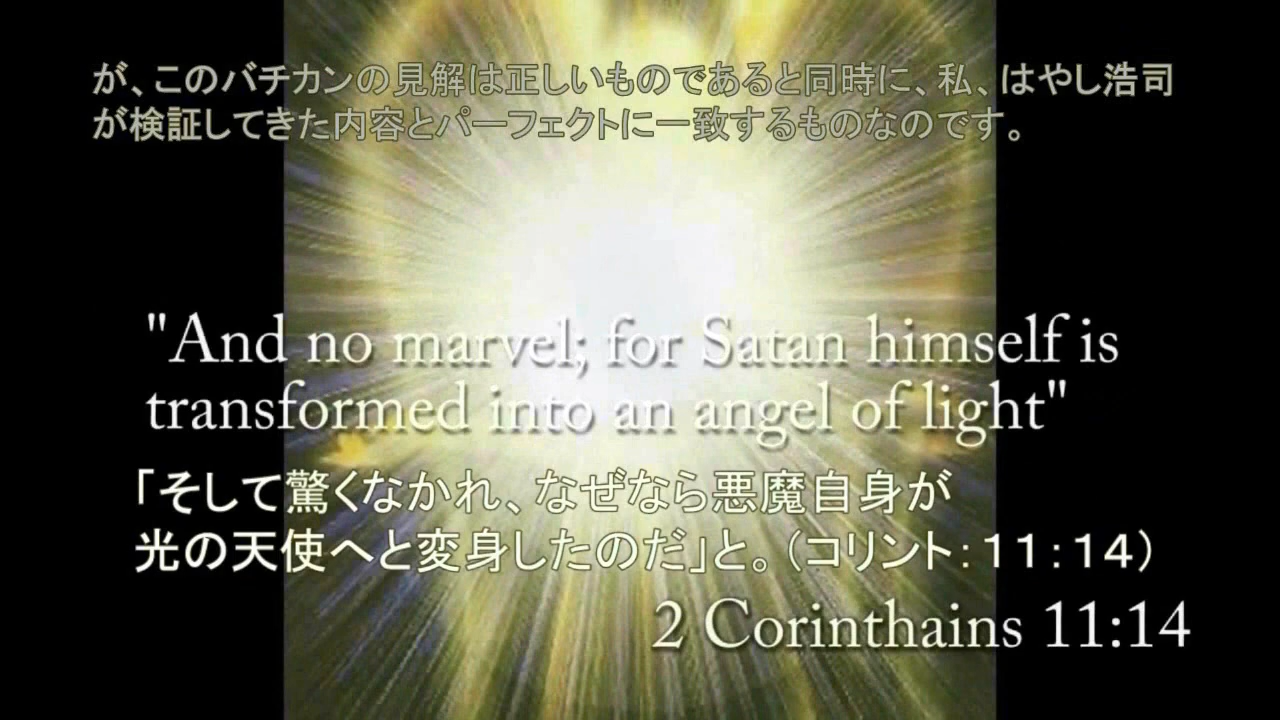 が、このバチカンの見解は正しいものであると同時に、私、はやし浩司
が検証してきた内容とパーフェクトに一致するものなのです。
"And no marvel; for Satan himself is
transformed into an angel of light"
「そして驚くなかれ、なぜなら悪魔自身が
光の天使へと変身したのだ」と。（コリント：１１：１４）
2 Corinthains 11:14